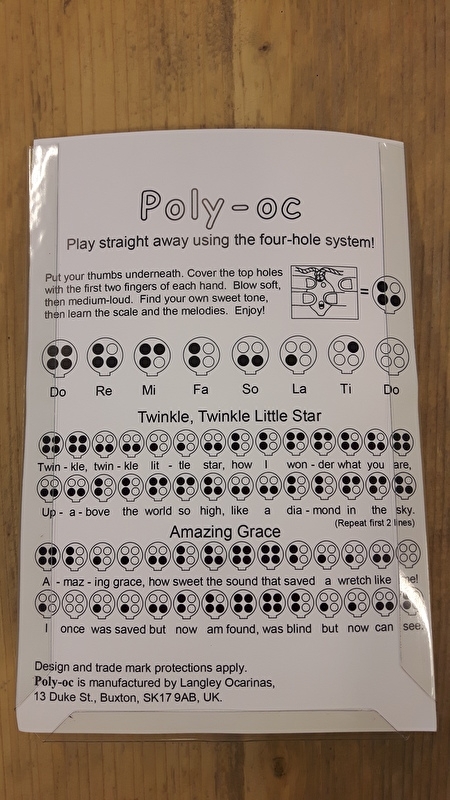 Poly-oc
Play straight away using the four-hole system!
Put your thumbs underneath. Cover the top holes
with the first two fingers of each hand. Blow soft,
then medium-loud. Find your own sweet tone,
then learn the scale and the melodies. Enjoy!
=
Do Re Mi Fa So La Ti Do
Twinkle, Twinkle Little Star
Twin - kle, twin - kle lit - tle star, how I won - der what you are,
Up - a - bove the world so high, like a dia - mond in the sky.
(Repeat first 2 lines)
Amazing Grace
A - maz - ing grace, how sweet the sound that saved a wretch like me!
I once was saved but now am found, was blind but now can see.
Design and trade mark protections apply.
Poly-oc is manufactured by Langley Ocarinas,
13 Duke St., Buxton, SK17 9AB, UK.